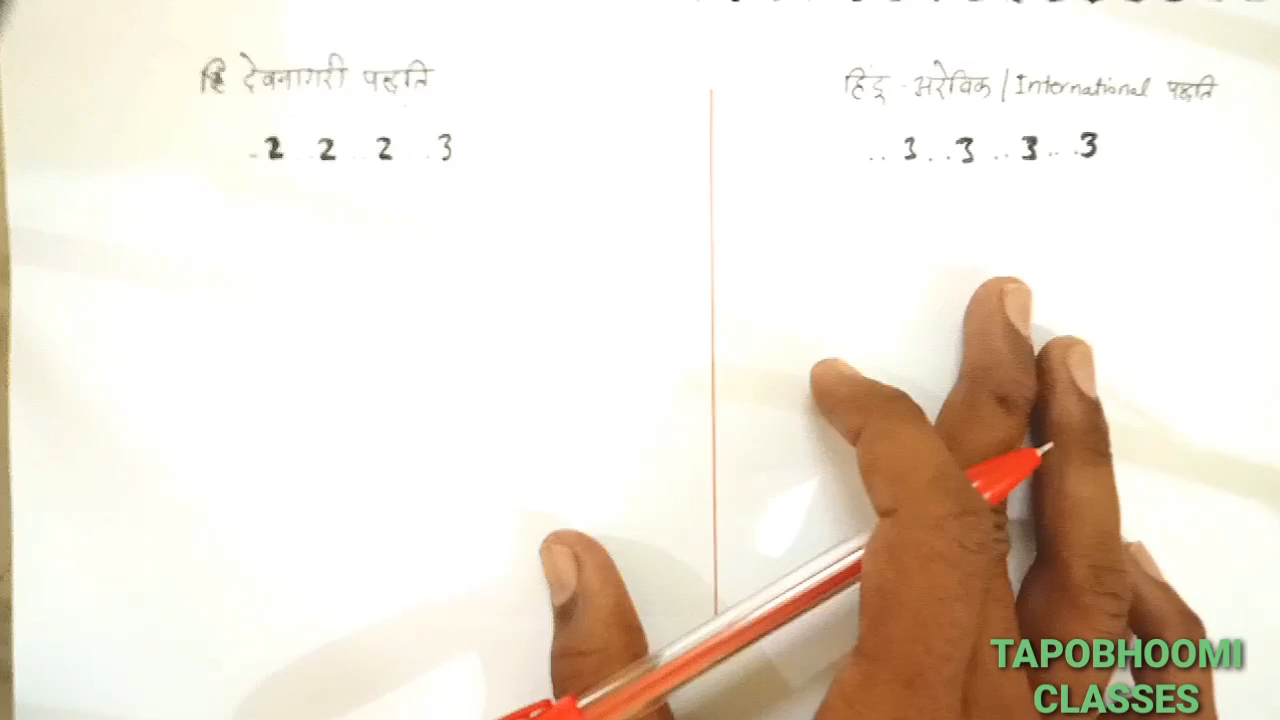 देवनागरी पद्धति
2 2 2 3
हिंदू - अरेविक / International पद्धति
.. 3 .. 3 .. 3 .. 3
TAPOBHOOMI
CLASSES